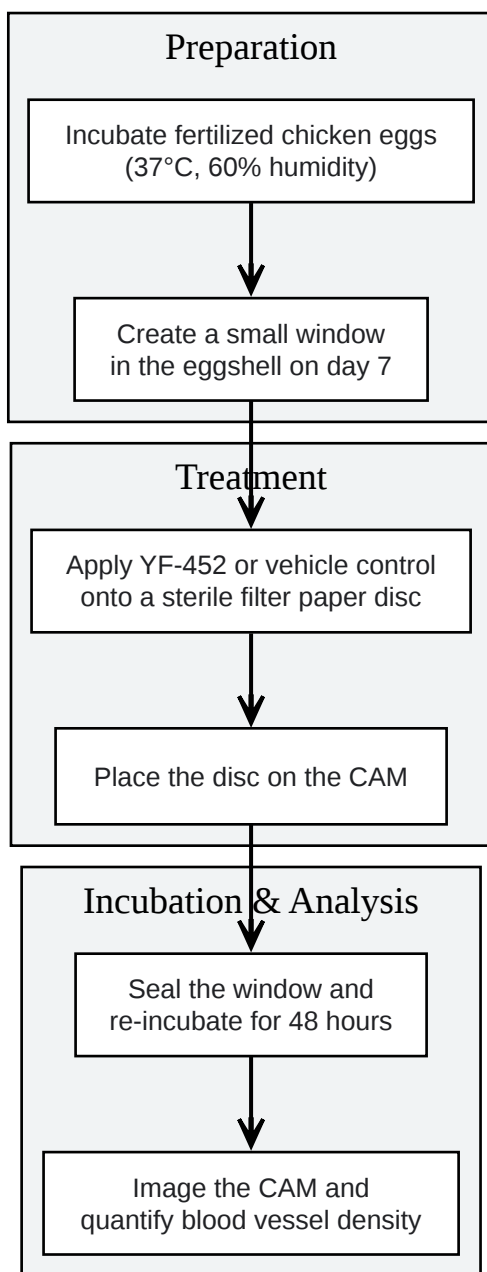 Preparation
Incubate fertilized chicken eggs
(37°C, 60% humidity)
Create a small window
in the eggshell on day 7
Treatment
Apply YF-452 or vehicle control
onto a sterile filter paper disc
Place the disc on the CAM
Incubation & Analysis
Seal the window and
re-incubate for 48 hours
Image the CAM and
quantify blood vessel density